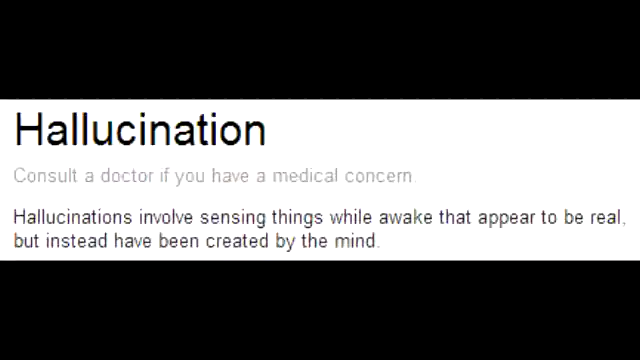 Hallucination
Consult a doctor if you have a medical concern.
Hallucinations involve sensing things while awake that appear to be real,
but instead have been created by the mind.